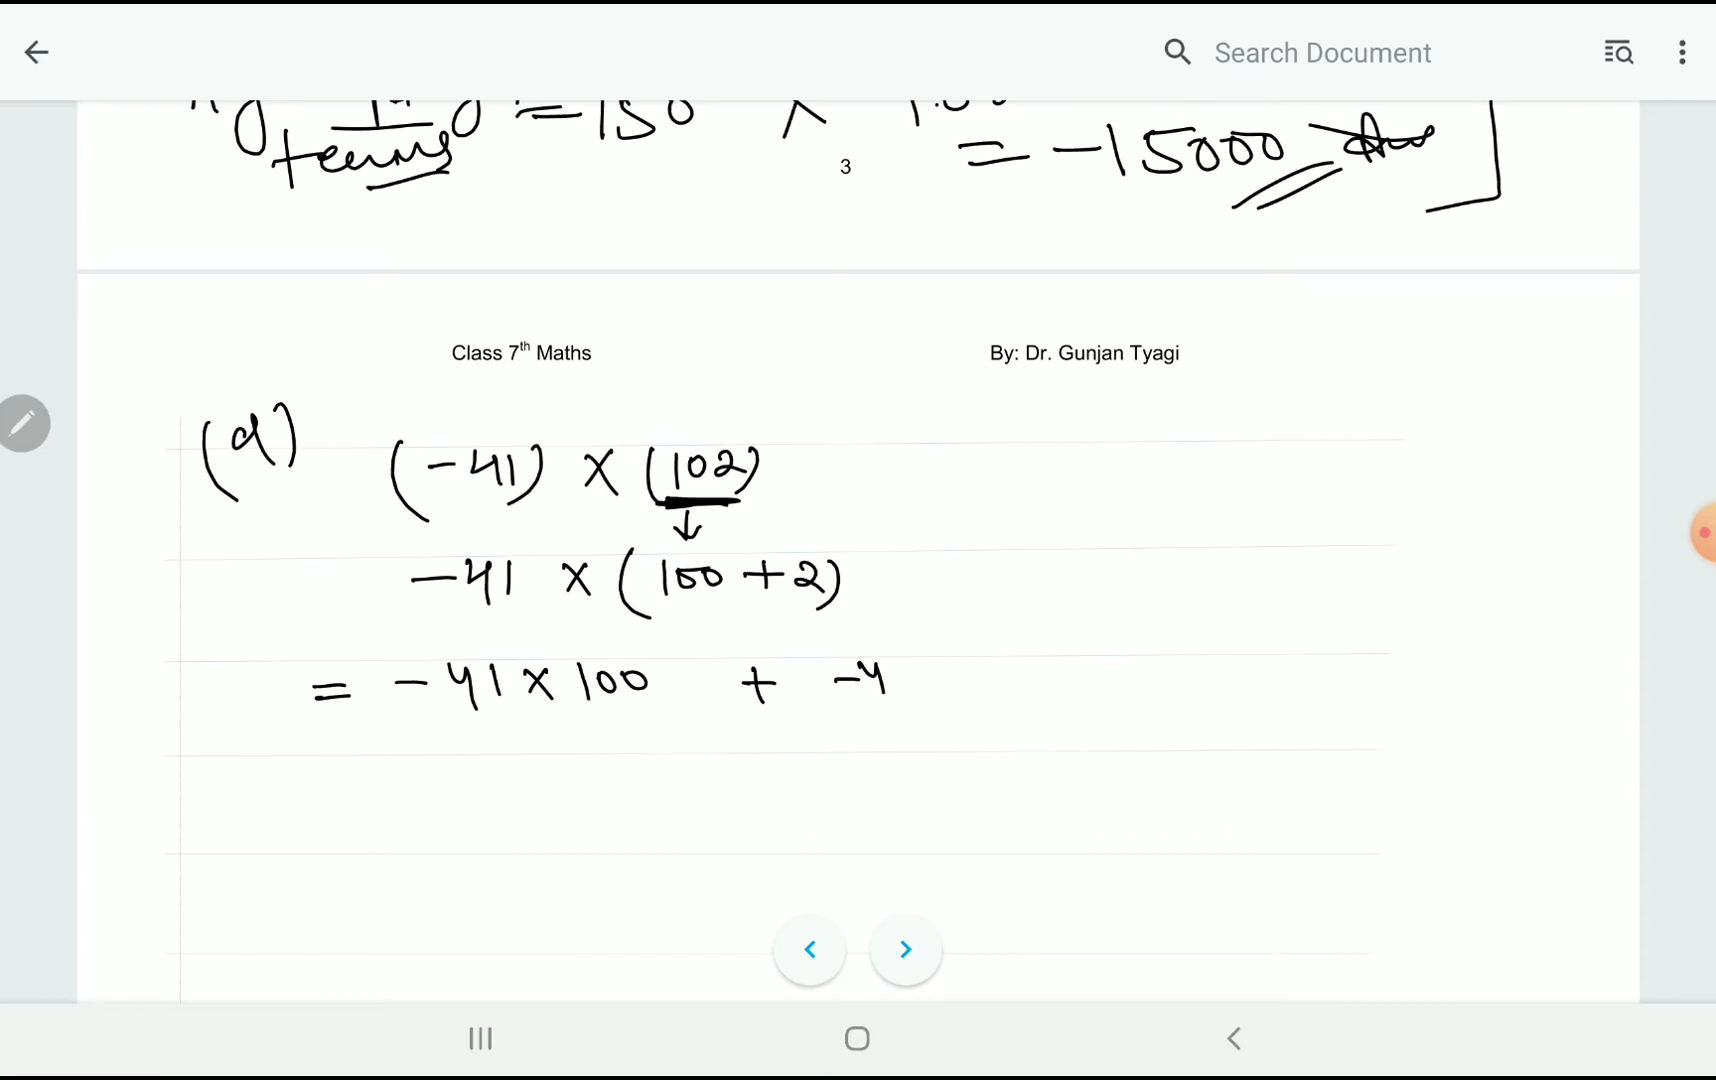 Search Document
= 150 ×
terms 3 = -15000 Ans
Class 7th Maths By: Dr. Gunjan Tyagi
(d) (-41) × (102)
↓
-41 × (100 + 2)
= -41 × 100 + -4